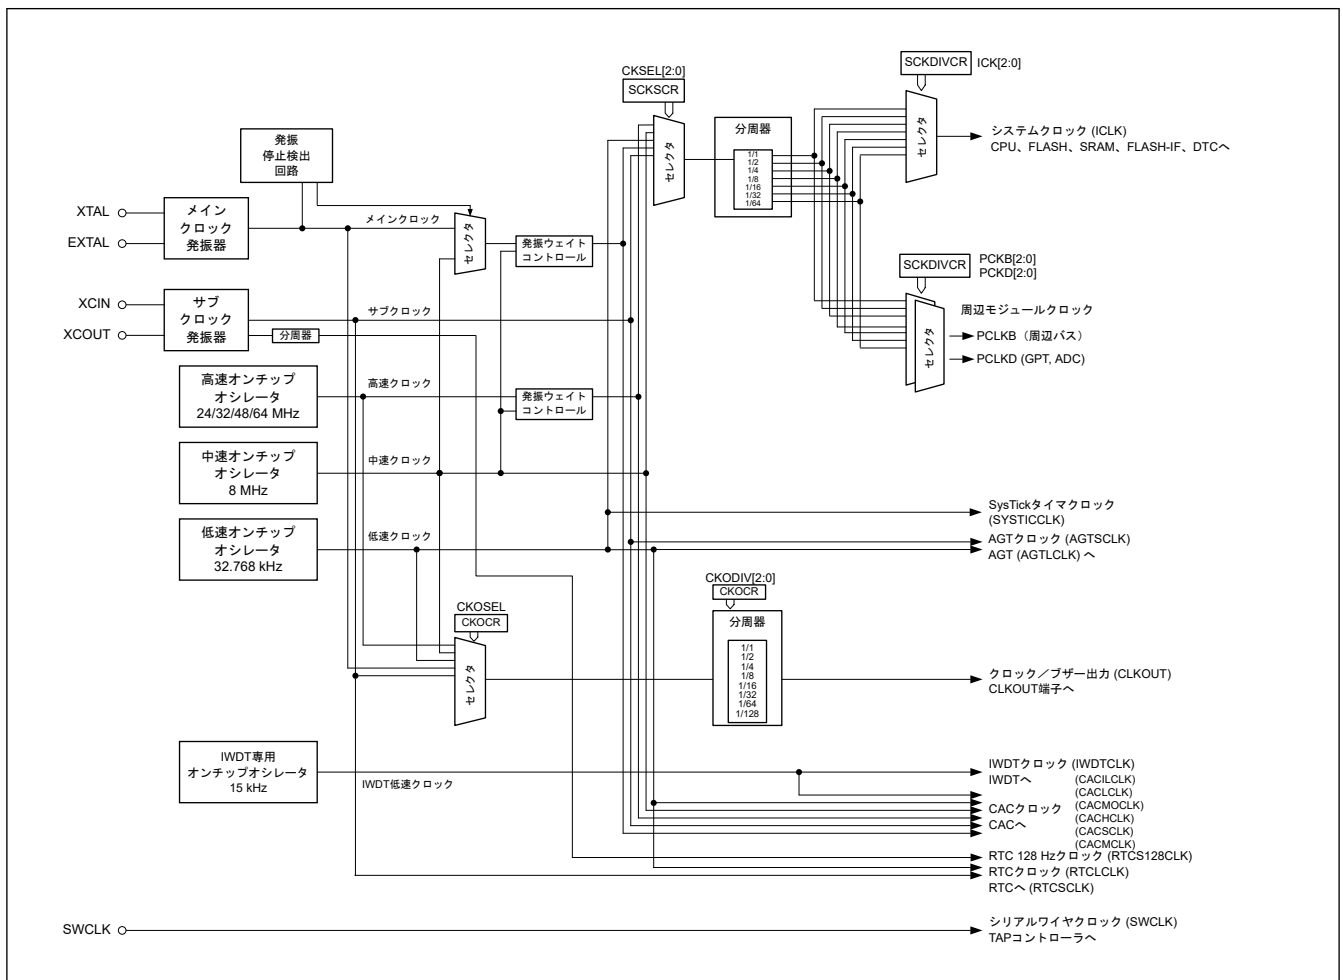 SCKDIVCR ICK[2:0]
CKSEL[2:0]
SCKSCR
セレクタ
システムクロック (ICLK)
CPU、FLASH、SRAM、FLASH-IF、DTCへ
分周器
1/1
1/2
1/4
1/8
1/16
1/32
1/64
セレクタ
発振
停止検出
回路
XTAL
EXTAL
メイン
クロック
発振器
メインクロック
セレクタ
発振ウェイト
コントロール
SCKDIVCR
PCKB[2:0]
PCKD[2:0]
周辺モジュールクロック
セレクタ
PCLKB（周辺バス）
PCLKD (GPT, ADC)
XCIN
XCOUT
サブ
クロック
発振器
サブクロック
分周器
高速オンチップ
オシレータ
24/32/48/64 MHz
高速クロック
発振ウェイト
コントロール
中速オンチップ
オシレータ
8 MHz
中速クロック
低速オンチップ
オシレータ
32.768 kHz
低速クロック
SysTickタイマクロック
(SYSTICCLK)
AGTクロック (AGTSCLK)
AGT (AGTLCLK) へ
CKOSEL
CKOCR
セレクタ
CKODIV[2:0]
CKOCR
分周器
1/1
1/2
1/4
1/8
1/16
1/32
1/64
1/128
クロック／ブザー出力 (CLKOUT)
CLKOUT端子へ
IWDT専用
オンチップオシレータ
15 kHz
IWDT低速クロック
IWDTクロック (IWDTCLK)
IWDTへ
(CACILCLK)
(CACLCLK)
CACクロック
(CACMOCLK)
(CACHCLK)
CACへ
(CACSCLK)
(CACMCLK)
RTC 128 Hzクロック (RTCS128CLK)
RTCクロック (RTCLCLK)
RTCへ (RTCSCLK)
SWCLK
シリアルワイヤクロック (SWCLK)
TAPコントローラへ